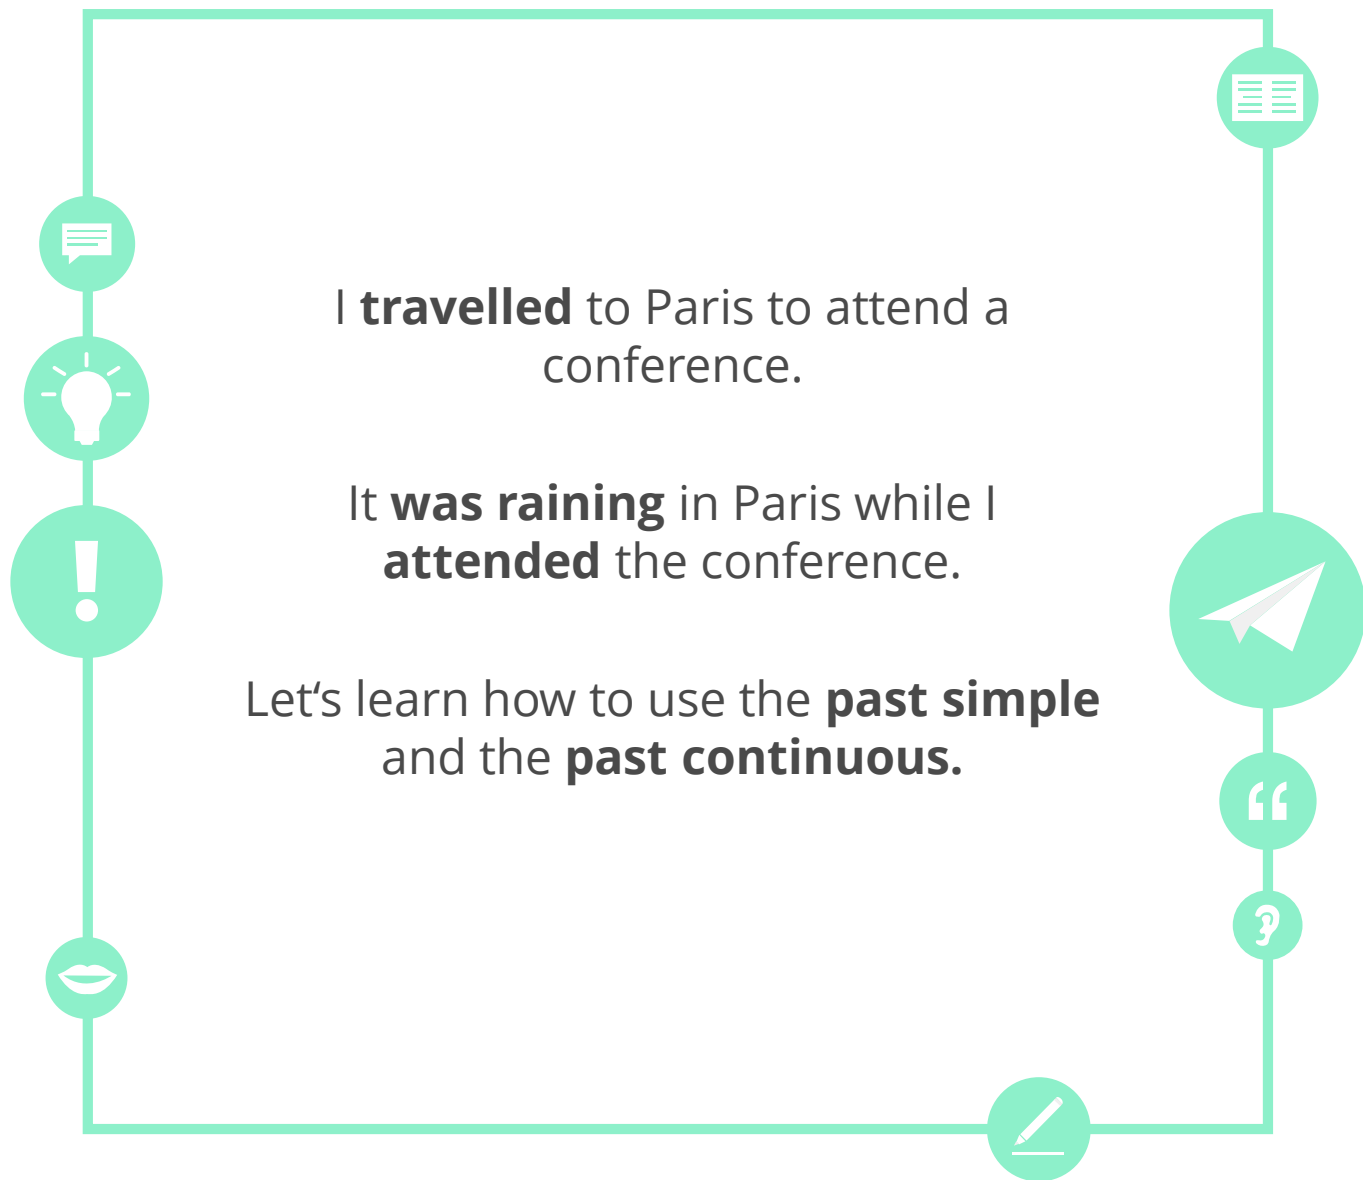 I travelled to Paris to attend a
conference.
It was raining in Paris while I
attended the conference.
Let‘s learn how to use the past simple
and the past continuous.